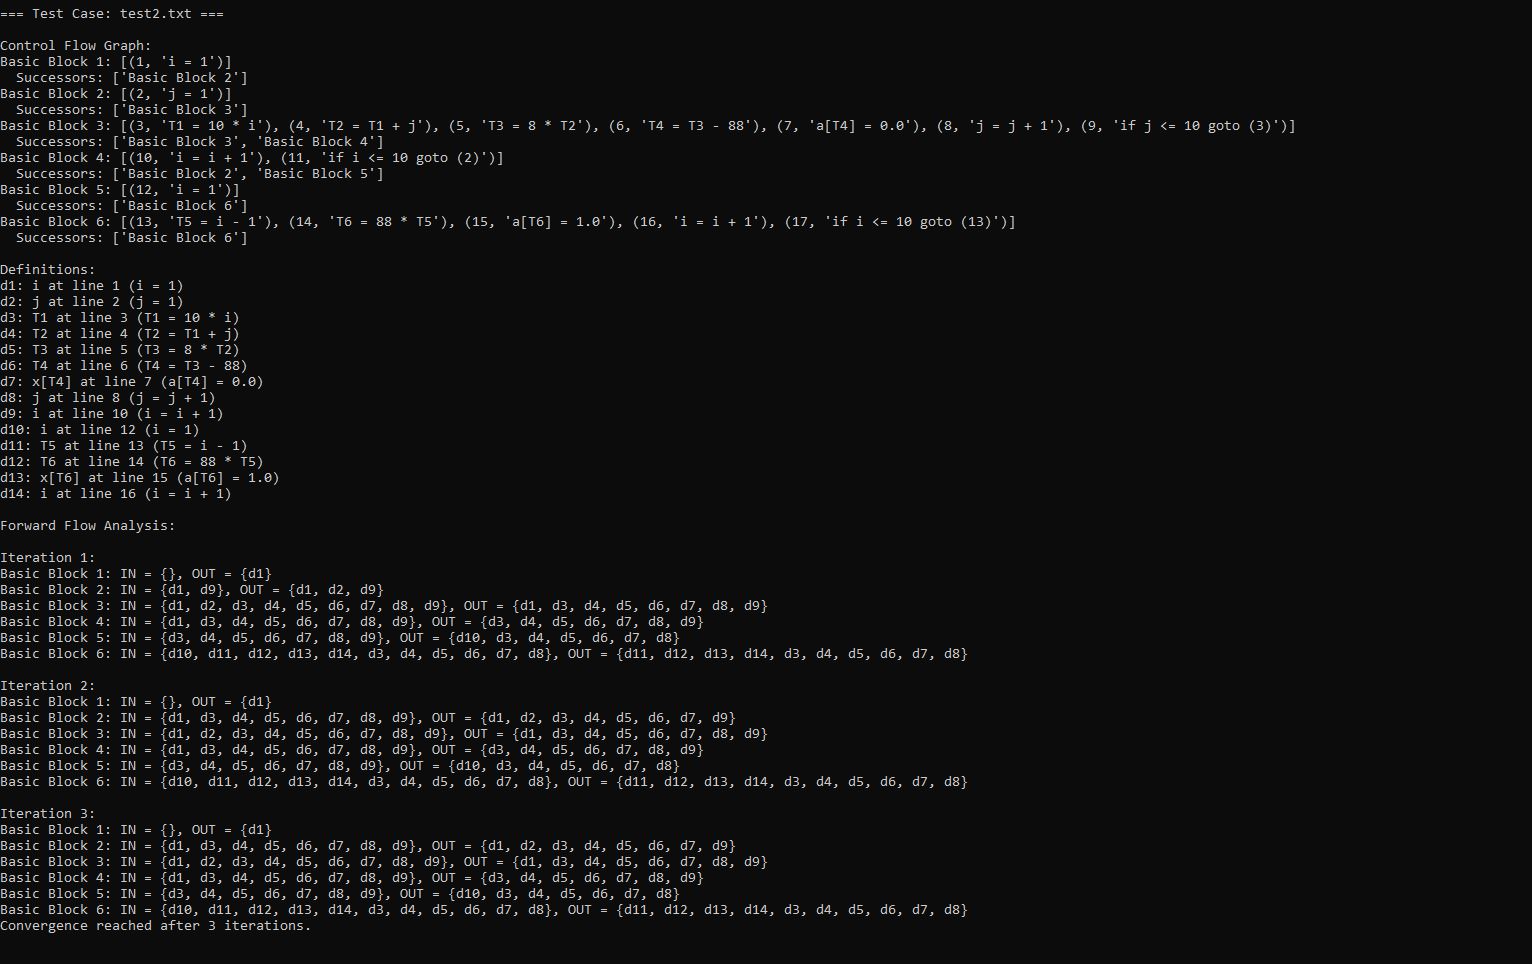 === Test Case: test2.txt ===
Control Flow Graph:
Basic Block 1: [(1, 'i = 1')]
  Successors: ['Basic Block 2']
Basic Block 2: [(2, 'j = 1')]
  Successors: ['Basic Block 3']
Basic Block 3: [(3, 'T1 = 10 * i'), (4, 'T2 = T1 + j'), (5, 'T3 = 8 * T2'), (6, 'T4 = T3 - 88'), (7, 'a[T4] = 0.0'), (8, 'j = j + 1'), (9, 'if j <= 10 goto (3)')]
  Successors: ['Basic Block 3', 'Basic Block 4']
Basic Block 4: [(10, 'i = i + 1'), (11, 'if i <= 10 goto (2)')]
  Successors: ['Basic Block 2', 'Basic Block 5']
Basic Block 5: [(12, 'i = 1')]
  Successors: ['Basic Block 6']
Basic Block 6: [(13, 'T5 = i - 1'), (14, 'T6 = 88 * T5'), (15, 'a[T6] = 1.0'), (16, 'i = i + 1'), (17, 'if i <= 10 goto (13)')]
  Successors: ['Basic Block 6']
Definitions:
d1: i at line 1 (i = 1)
d2: j at line 2 (j = 1)
d3: T1 at line 3 (T1 = 10 * i)
d4: T2 at line 4 (T2 = T1 + j)
d5: T3 at line 5 (T3 = 8 * T2)
d6: T4 at line 6 (T4 = T3 - 88)
d7: x[T4] at line 7 (a[T4] = 0.0)
d8: j at line 8 (j = j + 1)
d9: i at line 10 (i = i + 1)
d10: i at line 12 (i = 1)
d11: T5 at line 13 (T5 = i - 1)
d12: T6 at line 14 (T6 = 88 * T5)
d13: x[T6] at line 15 (a[T6] = 1.0)
d14: i at line 16 (i = i + 1)
Forward Flow Analysis:
Iteration 1:
Basic Block 1: IN = {}, OUT = {d1}
Basic Block 2: IN = {d1, d9}, OUT = {d1, d2, d9}
Basic Block 3: IN = {d1, d2, d3, d4, d5, d6, d7, d8, d9}, OUT = {d1, d3, d4, d5, d6, d7, d8, d9}
Basic Block 4: IN = {d1, d3, d4, d5, d6, d7, d8, d9}, OUT = {d3, d4, d5, d6, d7, d8, d9}
Basic Block 5: IN = {d3, d4, d5, d6, d7, d8, d9}, OUT = {d10, d3, d4, d5, d6, d7, d8}
Basic Block 6: IN = {d10, d11, d12, d13, d14, d3, d4, d5, d6, d7, d8}, OUT = {d11, d12, d13, d14, d3, d4, d5, d6, d7, d8}
Iteration 2:
Basic Block 1: IN = {}, OUT = {d1}
Basic Block 2: IN = {d1, d3, d4, d5, d6, d7, d8, d9}, OUT = {d1, d2, d3, d4, d5, d6, d7, d9}
Basic Block 3: IN = {d1, d2, d3, d4, d5, d6, d7, d8, d9}, OUT = {d1, d3, d4, d5, d6, d7, d8, d9}
Basic Block 4: IN = {d1, d3, d4, d5, d6, d7, d8, d9}, OUT = {d3, d4, d5, d6, d7, d8, d9}
Basic Block 5: IN = {d3, d4, d5, d6, d7, d8, d9}, OUT = {d10, d3, d4, d5, d6, d7, d8}
Basic Block 6: IN = {d10, d11, d12, d13, d14, d3, d4, d5, d6, d7, d8}, OUT = {d11, d12, d13, d14, d3, d4, d5, d6, d7, d8}
Iteration 3:
Basic Block 1: IN = {}, OUT = {d1}
Basic Block 2: IN = {d1, d3, d4, d5, d6, d7, d8, d9}, OUT = {d1, d2, d3, d4, d5, d6, d7, d9}
Basic Block 3: IN = {d1, d2, d3, d4, d5, d6, d7, d8, d9}, OUT = {d1, d3, d4, d5, d6, d7, d8, d9}
Basic Block 4: IN = {d1, d3, d4, d5, d6, d7, d8, d9}, OUT = {d3, d4, d5, d6, d7, d8, d9}
Basic Block 5: IN = {d3, d4, d5, d6, d7, d8, d9}, OUT = {d10, d3, d4, d5, d6, d7, d8}
Basic Block 6: IN = {d10, d11, d12, d13, d14, d3, d4, d5, d6, d7, d8}, OUT = {d11, d12, d13, d14, d3, d4, d5, d6, d7, d8}
Convergence reached after 3 iterations.